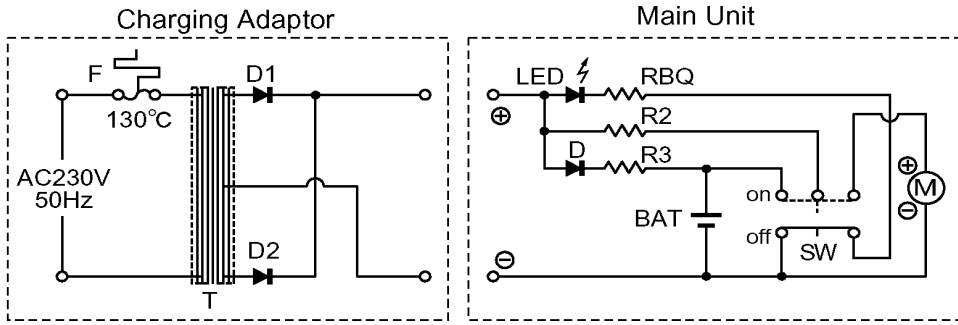 Charging Adaptor
F
130℃
D1
AC230V
50Hz
D2
T
Main Unit
LED
RBQ
⊕
R2
D
R3
BAT
on
off
SW
⊕
M
⊖
⊖